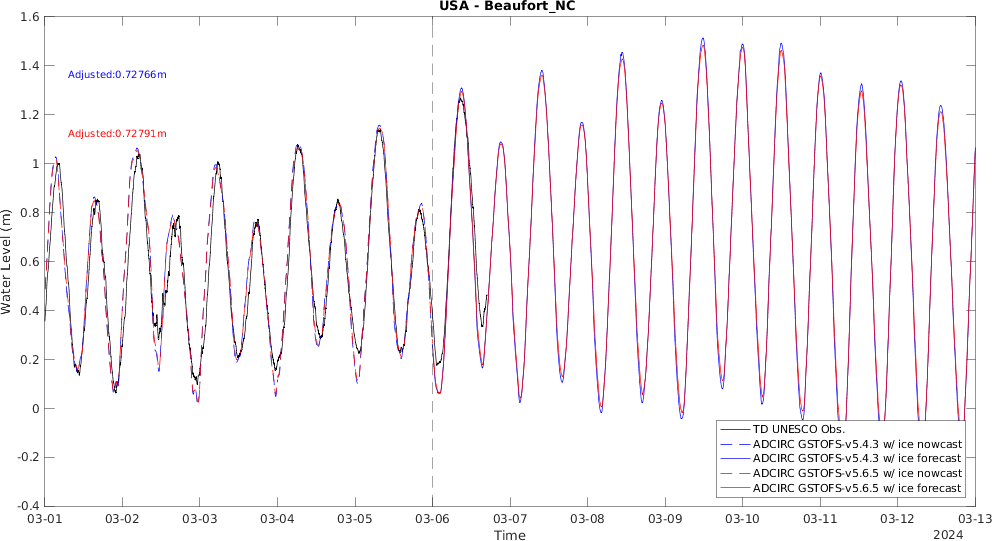 USA - Beaufort_NC
1.6
1.4
1.2
1
0.8
0.6
0.4
0.2
0
-0.2
-0.4
Water Level (m)
Adjusted:0.72766m
Adjusted:0.72791m
TD UNESCO Obs.
ADCIRC GSTOFS-v5.4.3 w/ ice nowcast
ADCIRC GSTOFS-v5.4.3 w/ ice forecast
ADCIRC GSTOFS-v5.6.5 w/ ice nowcast
ADCIRC GSTOFS-v5.6.5 w/ ice forecast
03-01 03-02 03-03 03-04 03-05 03-06 03-07 03-08 03-09 03-10 03-11 03-12 03-13
Time
2024